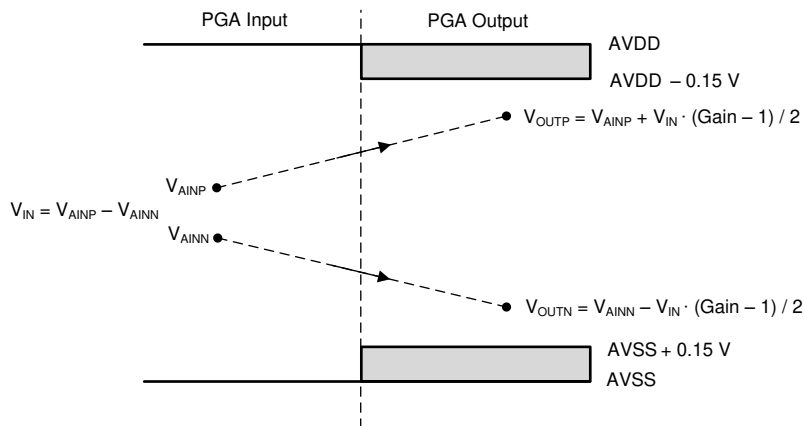 PGA Input
PGA Output
AVDD
AVDD – 0.15 V
V_OUTP = V_AINP + V_IN · (Gain – 1) / 2
V_AINP
V_IN = V_AINP – V_AINN
V_AINN
V_OUTN = V_AINN – V_IN · (Gain – 1) / 2
AVSS + 0.15 V
AVSS